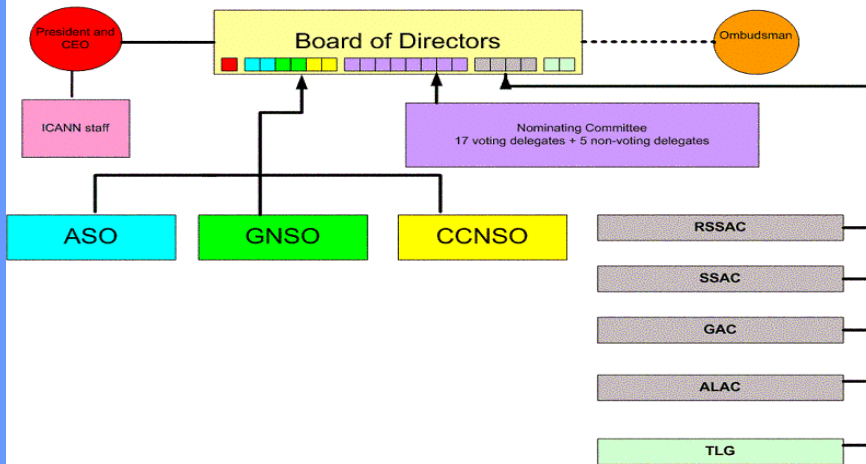 President and
CEO
Board of Directors
Ombudsman
ICANN staff
Nominating Committee
17 voting delegates + 5 non-voting delegates
ASO
GNSO
CCNSO
RSSAC
SSAC
GAC
ALAC
TLG